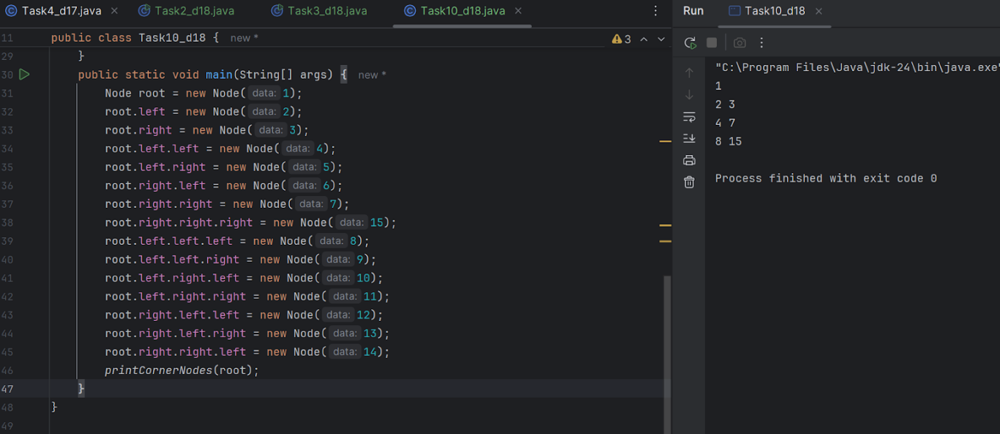 Task4_d17.java × Task2_d18.java Task3_d18.java Task10_d18.java ×
11 public class Task10_d18 { new * 3
29 }
30 public static void main(String[] args) { new *
31 Node root = new Node( data: 1);
32 root.left = new Node( data: 2);
33 root.right = new Node( data: 3);
34 root.left.left = new Node( data: 4);
35 root.left.right = new Node( data: 5);
36 root.right.left = new Node( data: 6);
37 root.right.right = new Node( data: 7);
38 root.right.right.right = new Node( data: 15);
39 root.left.left.left = new Node( data: 8);
40 root.left.left.right = new Node( data: 9);
41 root.left.right.left = new Node( data: 10);
42 root.left.right.right = new Node( data: 11);
43 root.right.left.left = new Node( data: 12);
44 root.right.left.right = new Node( data: 13);
45 root.right.right.left = new Node( data: 14);
46 printCornerNodes(root);
47 }
48 }
49
Run Task10_d18 ×
"C:\Program Files\Java\jdk-24\bin\java.exe"
1
2 3
4 7
8 15
Process finished with exit code 0